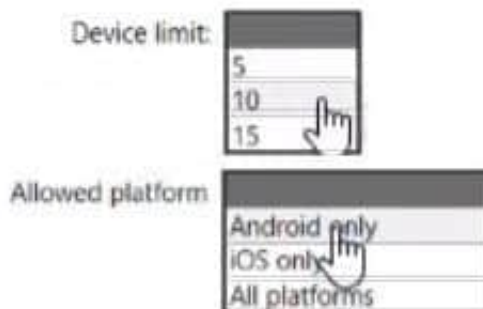 Device limit:
5
10
15
Allowed platform
Android only
iOS only
All platforms